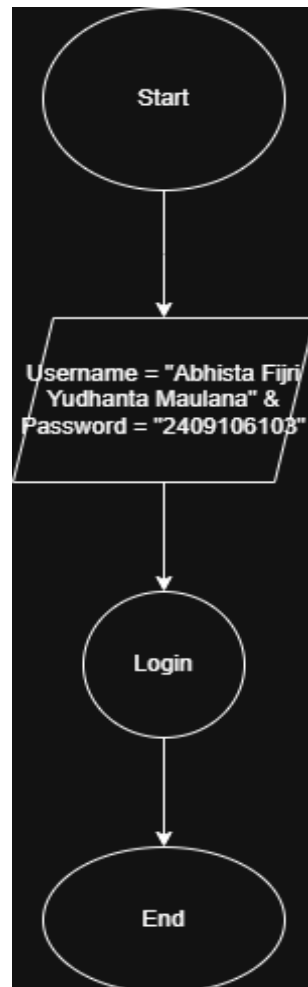 Start
Username = "Abhista Fijri
Yudhanta Maulana" &
Password = "2409106103"
Login
End